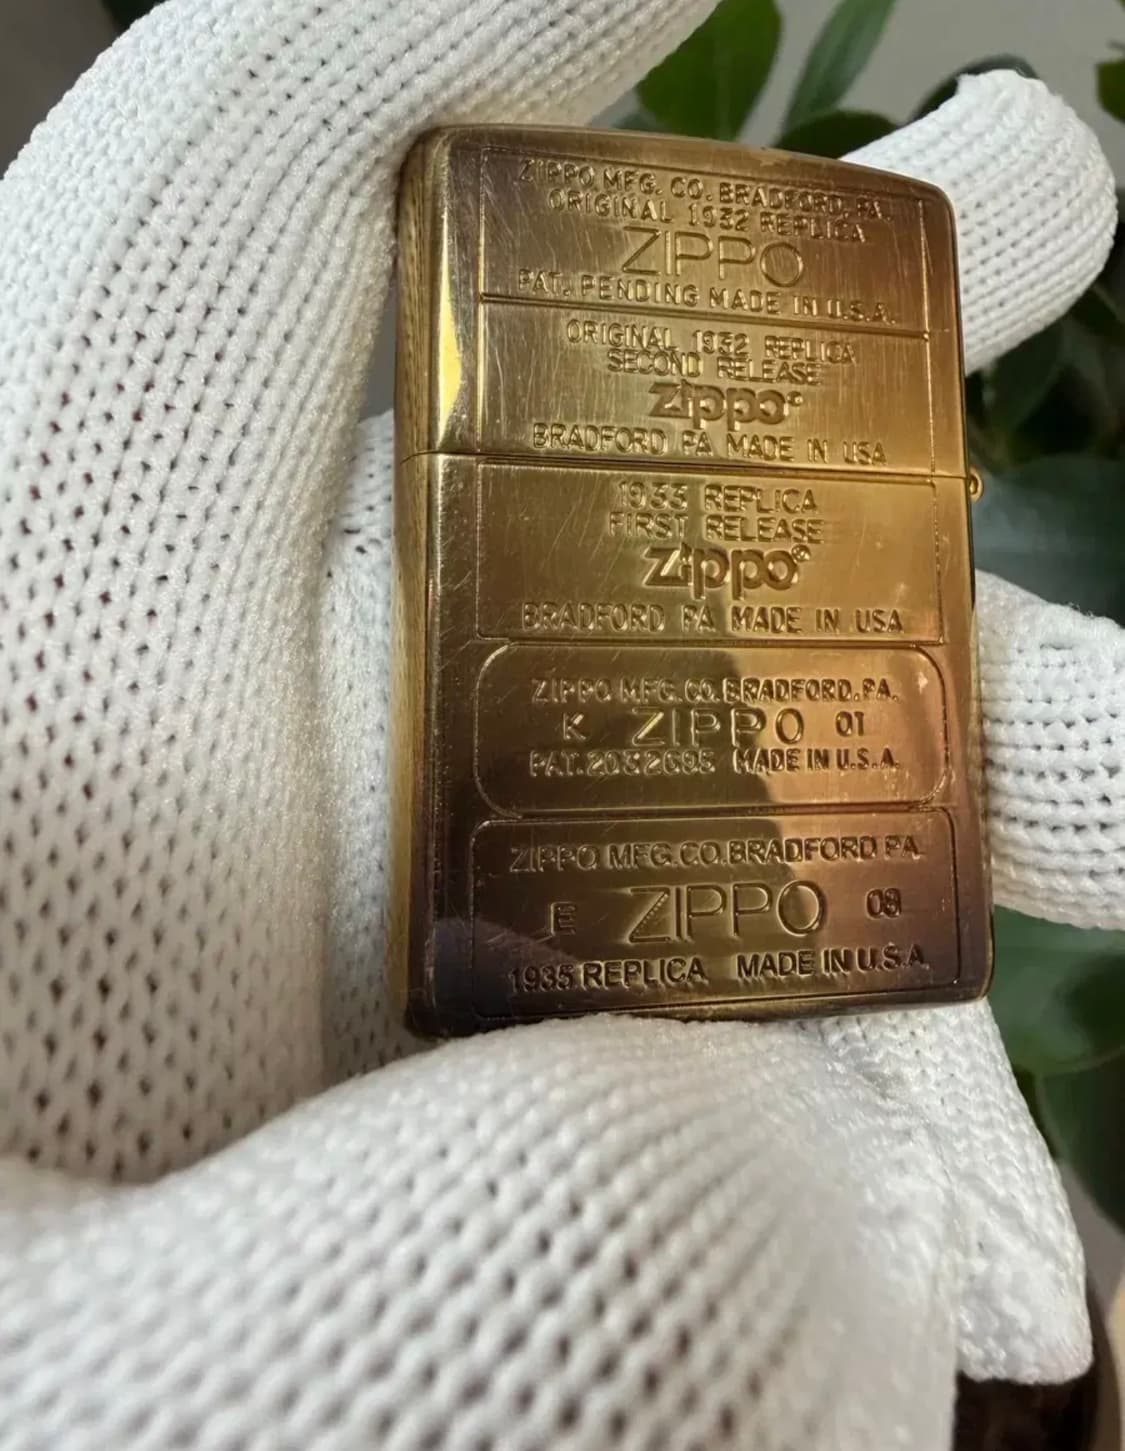 ZIPPO MFG. CO. BRADFORD, PA.
ORIGINAL 1932 REPLICA
ZIPPO
PAT. PENDING MADE IN U.S.A.
ORIGINAL 1932 REPLICA
SECOND RELEASE
Zippo®
BRADFORD PA MADE IN USA
1933 REPLICA
FIRST RELEASE
Zippo®
BRADFORD PA MADE IN USA
ZIPPO MFG.CO.BRADFORD.PA.
K ZIPPO 01
PAT.2032695 MADE IN U.S.A.
ZIPPO MFG.CO.BRADFORD PA.
E ZIPPO 08
1935 REPLICA MADE IN U.S.A.